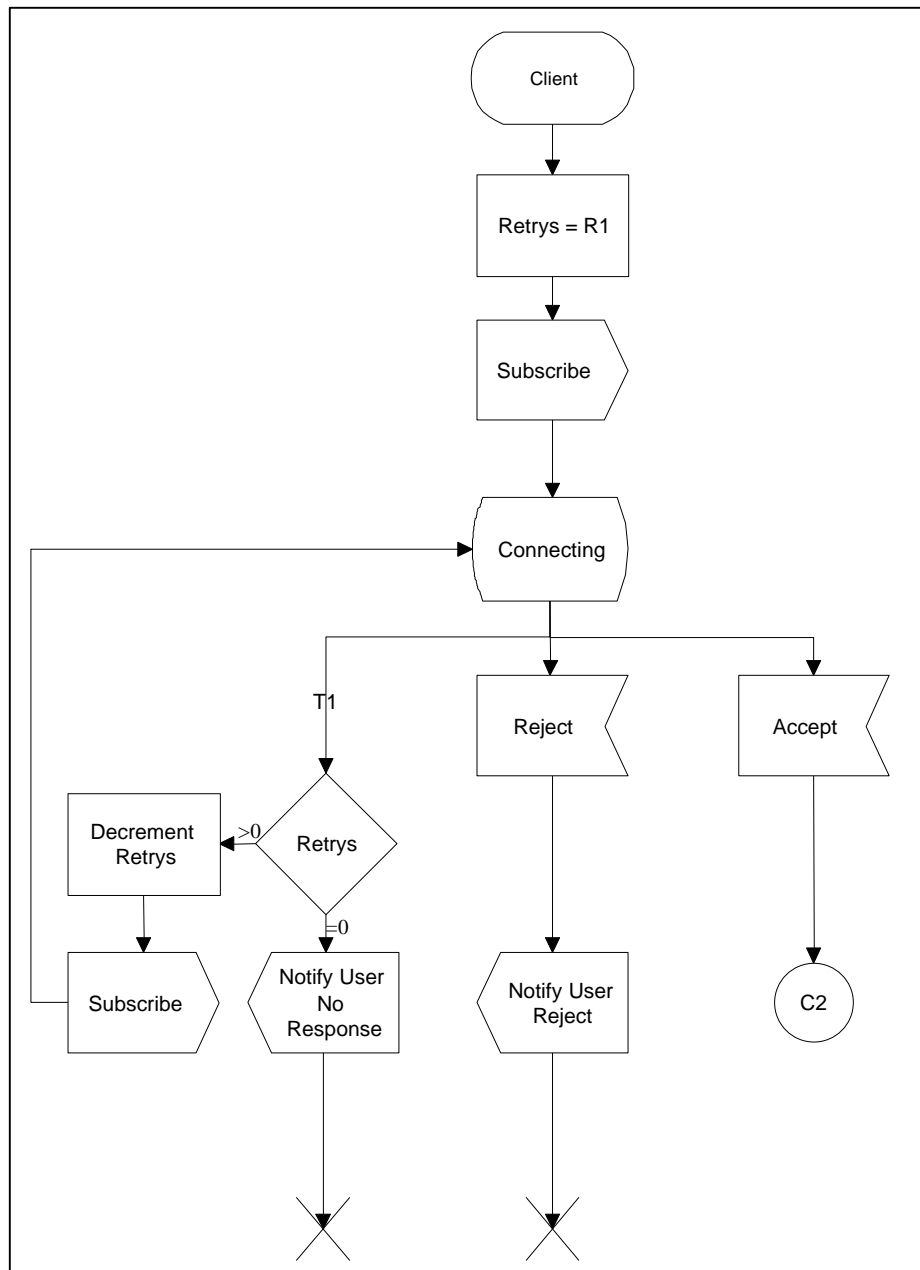 Client
Retrys = R1
Subscribe
Connecting
T1
Reject
Accept
Decrement
Retrys
>0
Retrys
=0
Subscribe
Notify User
No
Response
Notify User
Reject
C2